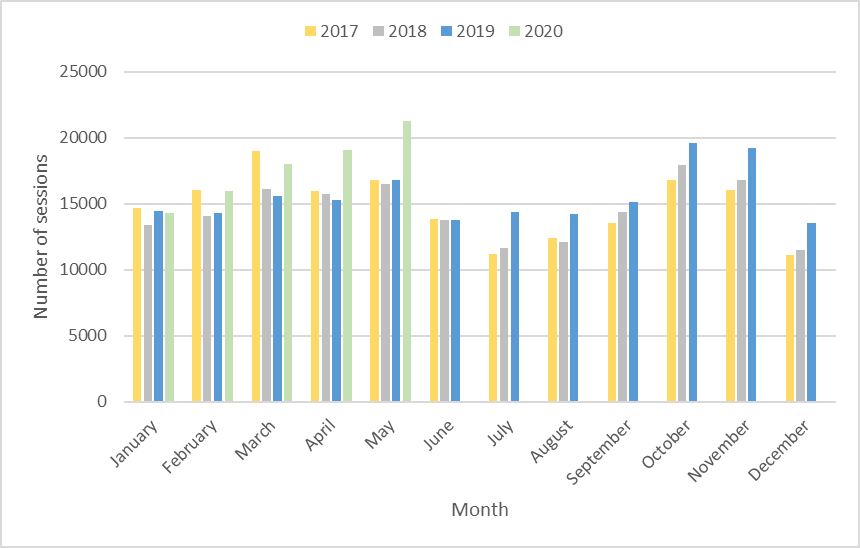 2017 2018 2019 2020
Number of sessions
25000
20000
15000
10000
5000
0
January February March April May June July August September October November December
Month